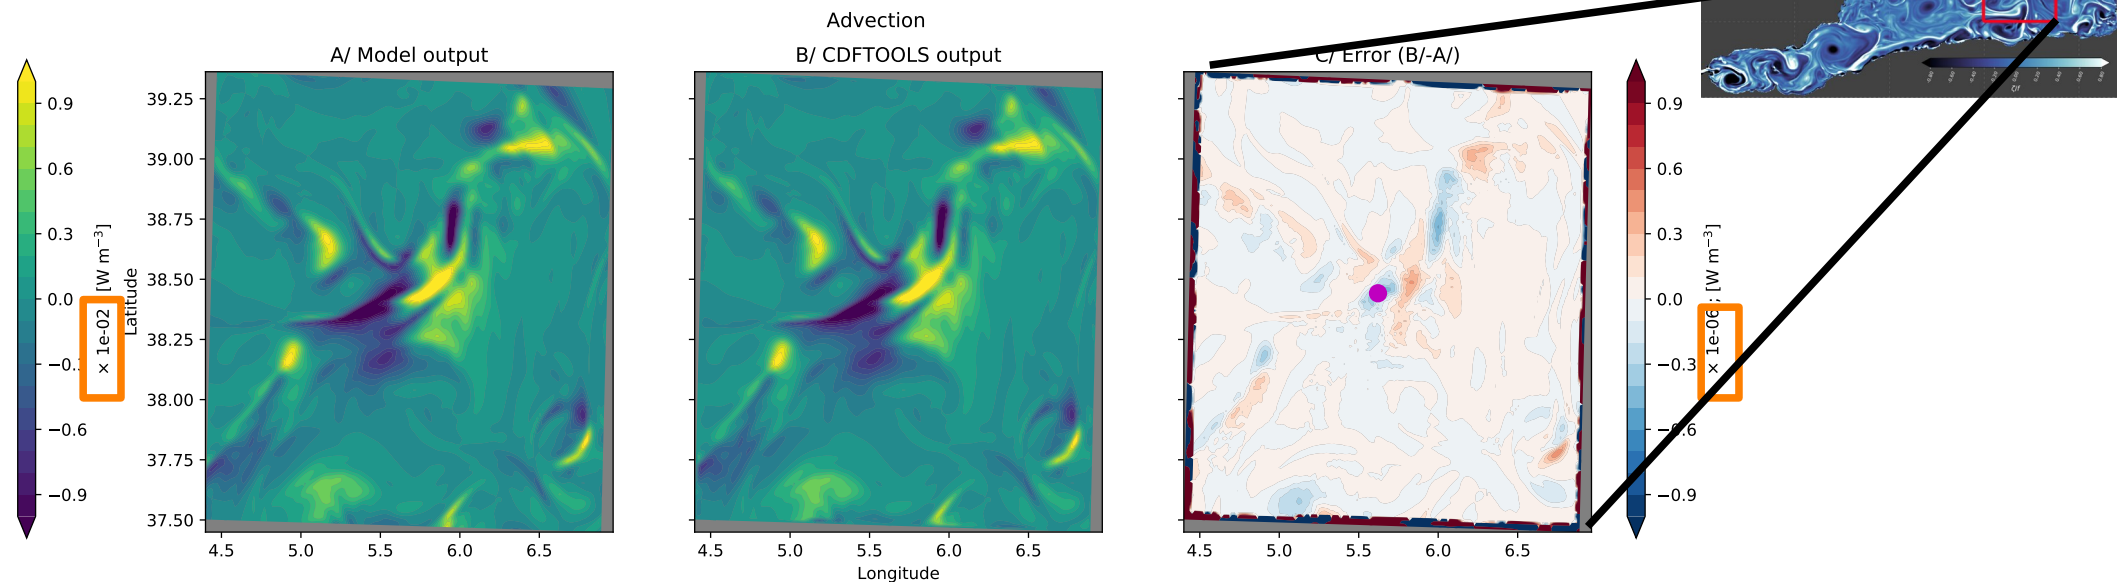 Advection
A/ Model output
B/ CDFTOOLS output
C/ Error (B/-A/)
0.9
0.6
0.3
0.0
−0.
−0.6
−0.9
× 1e-02 [W m⁻³]
Latitude
39.25
39.00
38.75
38.50
38.25
38.00
37.75
37.50
4.5 5.0 5.5 6.0 6.5
4.5 5.0 5.5 6.0 6.5
4.5 5.0 5.5 6.0 6.5
Longitude
0.9
0.6
0.3
0.0
−0.3
−0.6
−0.9
× 1e-06; [W m⁻³]